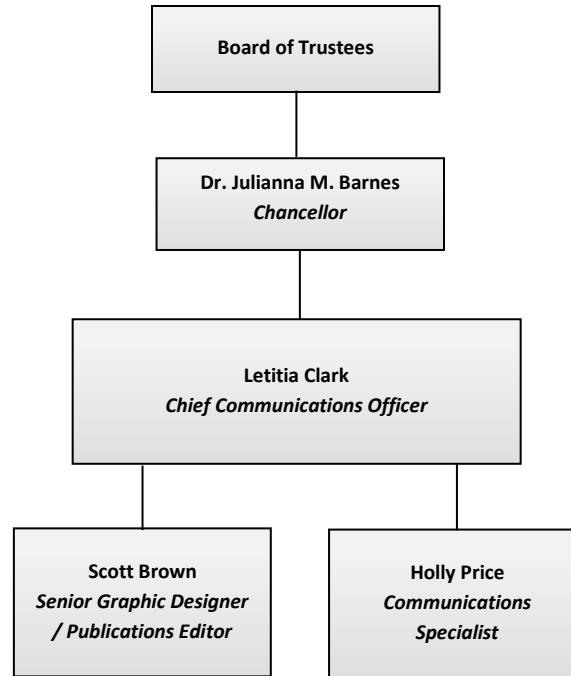 Board of Trustees
Dr. Julianna M. Barnes
Chancellor
Letitia Clark
Chief Communications Officer
Scott Brown
Senior Graphic Designer
/ Publications Editor
Holly Price
Communications
Specialist